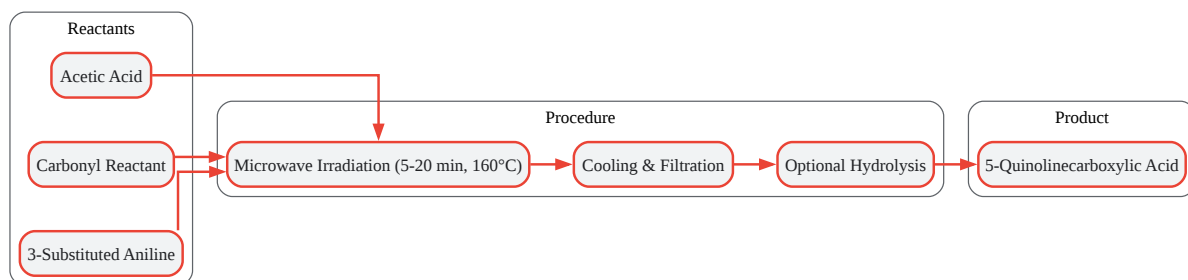 Reactants
Acetic Acid
Carbonyl Reactant
3-Substituted Aniline
Procedure
Microwave Irradiation (5-20 min, 160°C)
Cooling & Filtration
Optional Hydrolysis
Product
5-Quinolinecarboxylic Acid